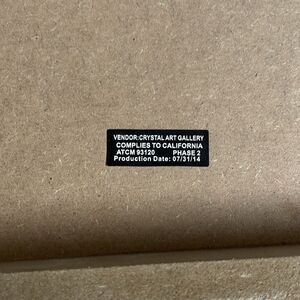 VENDOR:CRYSTAL ART GALLERY
COMPLIES TO CALIFORNIA
ATCM 93120 PHASE 2
Production Date: 07/31/14